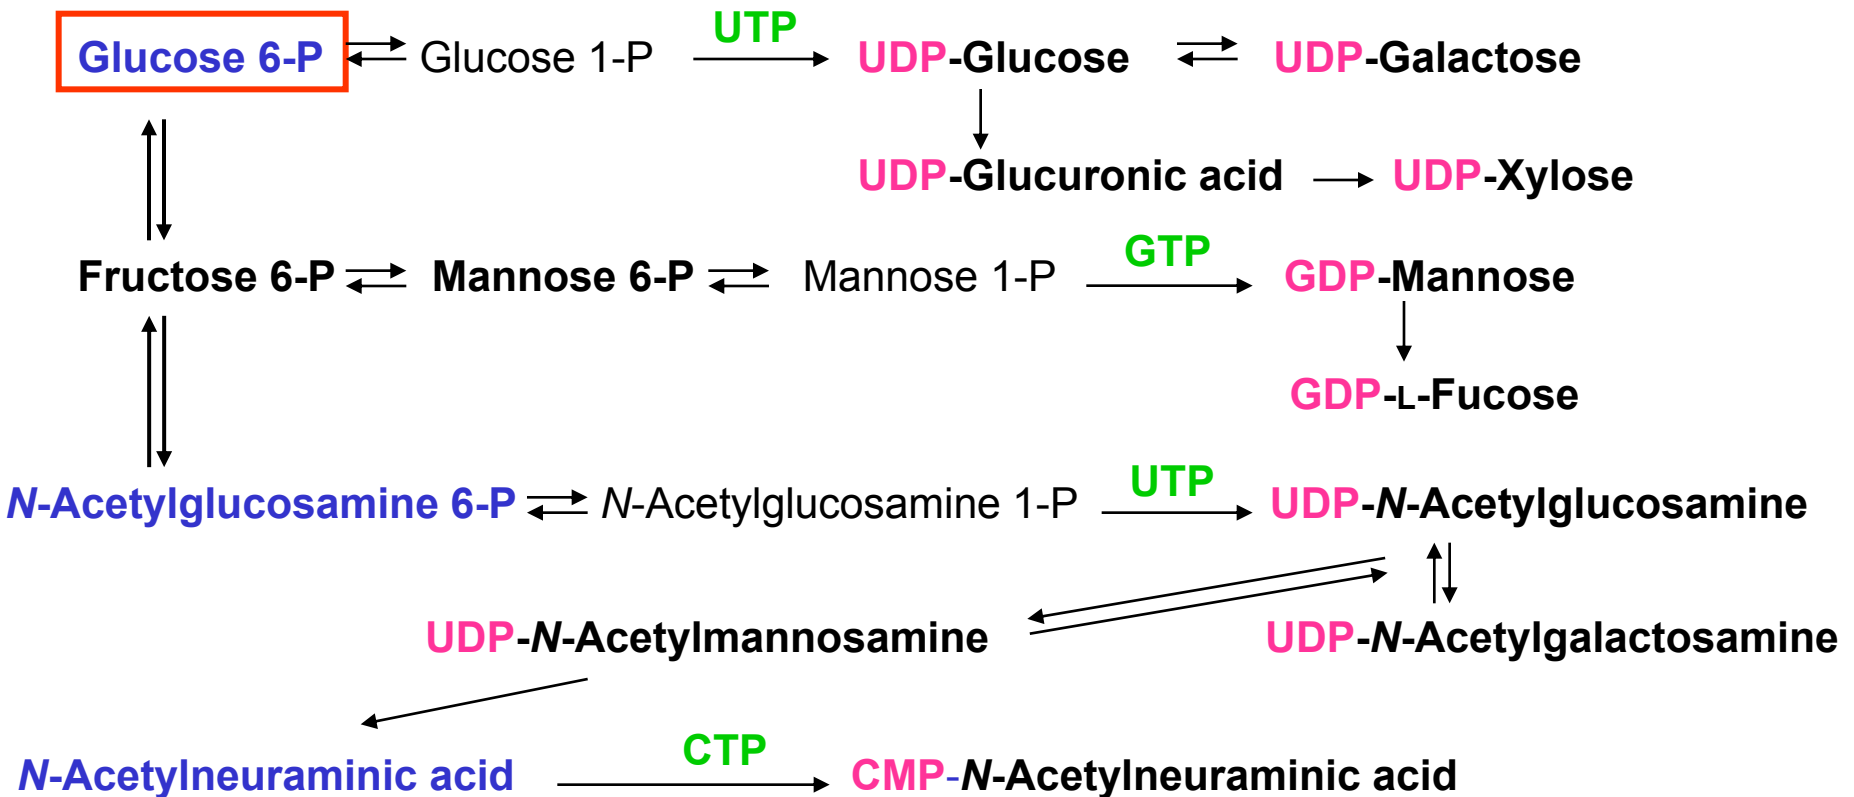 UTP
Glucose 6-P Glucose 1-P UDP-Glucose UDP-Galactose
UDP-Glucuronic acid UDP-Xylose
GTP
Fructose 6-P Mannose 6-P Mannose 1-P GDP-Mannose
GDP-L-Fucose
UTP
N-Acetylglucosamine 6-P N-Acetylglucosamine 1-P UDP-N-Acetylglucosamine
UDP-N-Acetylmannosamine UDP-N-Acetylgalactosamine
CTP
N-Acetylneuraminic acid CMP-N-Acetylneuraminic acid